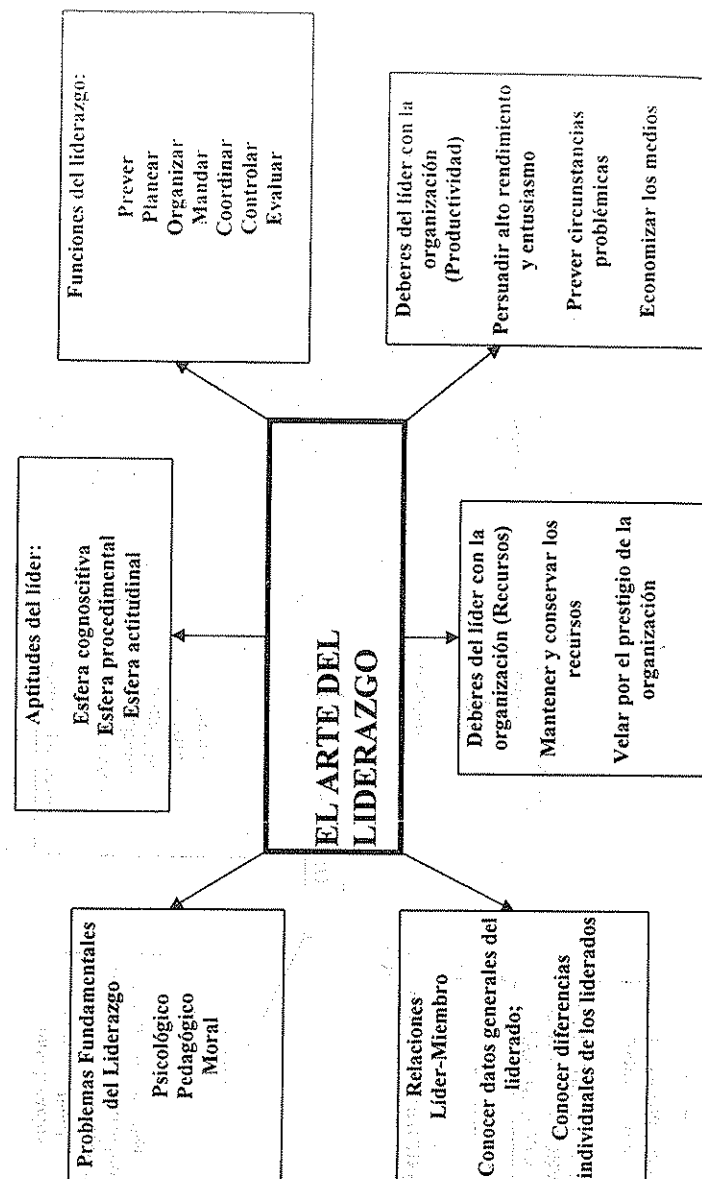 Problemas Fundamentales
del Liderazgo
Psicológico
Pedagógico
Moral
Aptitudes del líder:
Esfera cognoscitiva
Esfera procedimental
Esfera actitudinal
Funciones del liderazgo:
Prever
Planear
Organizar
Mandar
Coordinar
Controlar
Evaluar
EL ARTE DEL
LIDERAZGO
Relaciones
Líder-Miembro
Conocer datos generales del
liderado;
Conocer diferencias
individuales de los liderados
Deberes del líder con la
organización (Recursos)
Mantener y conservar los
recursos
Velar por el prestigio de la
organización
Deberes del líder con la
organización
(Productividad)
Persuadir alto rendimiento
y entusiasmo
Prever circunstancias
problémicas
Economizar los medios